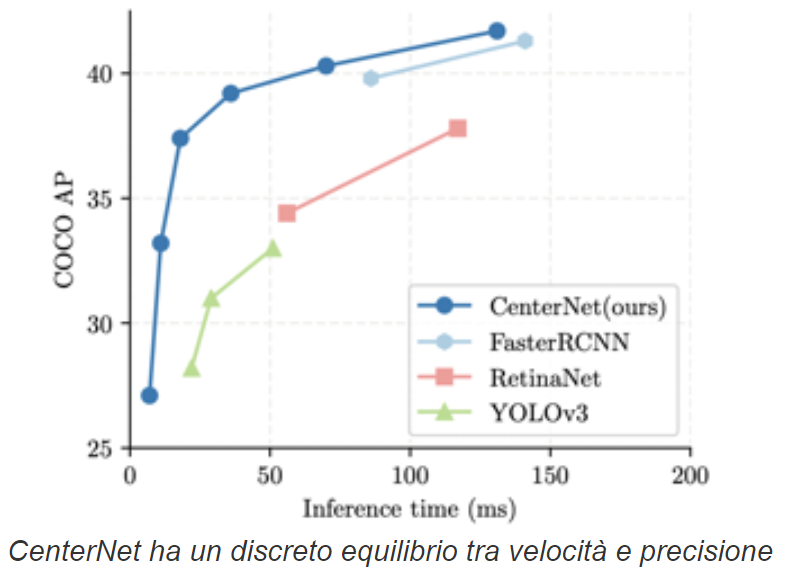 40
35
30
25
COCO AP
0 50 100 150 200
Inference time (ms)
CenterNet(ours)
FasterRCNN
RetinaNet
YOLOv3
CenterNet ha un discreto equilibrio tra velocità e precisione